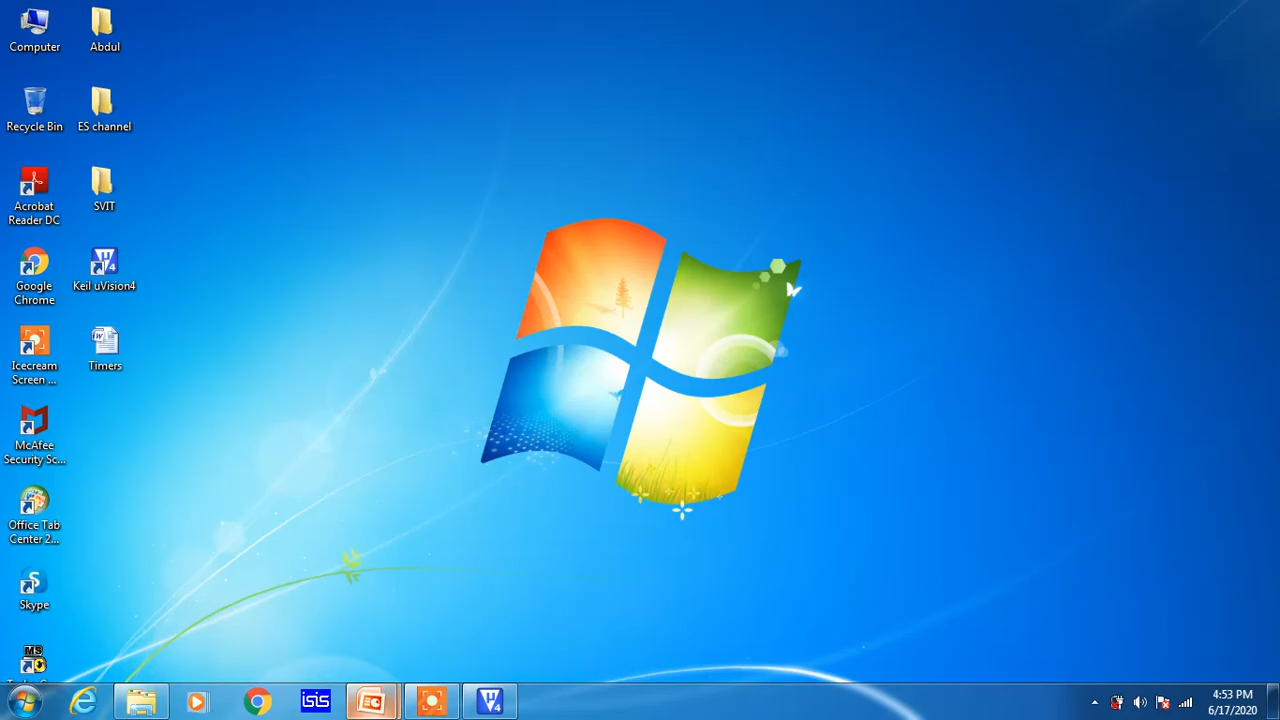 Computer
Abdul
Recycle Bin
ES channel
Acrobat
Reader DC
SVIT
Google
Chrome
Keil uVision4
Icecream
Screen ...
Timers
McAfee
Security Sc...
Office Tab
Center 2...
Skype
MS
isis
4:53 PM
6/17/2020